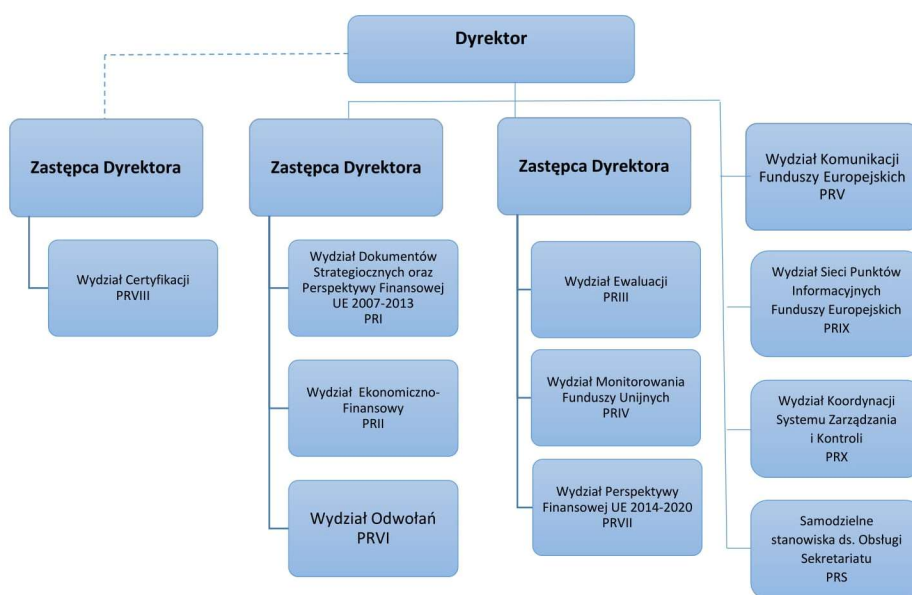 Dyrektor
Zastępca Dyrektora
Wydział Certyfikacji
PRVIII
Zastępca Dyrektora
Wydział Dokumentów
Strategiocznych oraz
Perspektywy Finansowej
UE 2007-2013
PRI
Wydział Ekonomiczno-
Finansowy
PRII
Wydział Odwołań
PRVI
Zastępca Dyrektora
Wydział Ewaluacji
PRIII
Wydział Monitorowania
Funduszy Unijnych
PRIV
Wydział Perspektywy
Finansowej UE 2014-2020
PRVII
Wydział Komunikacji
Funduszy Europejskich
PRV
Wydział Sieci Punktów
Informacyjnych
Funduszy Europejskich
PRIX
Wydział Koordynacji
Systemu Zarządzania
i Kontroli
PRX
Samodzielne
stanowiska ds. Obsługi
Sekretariatu
PRS